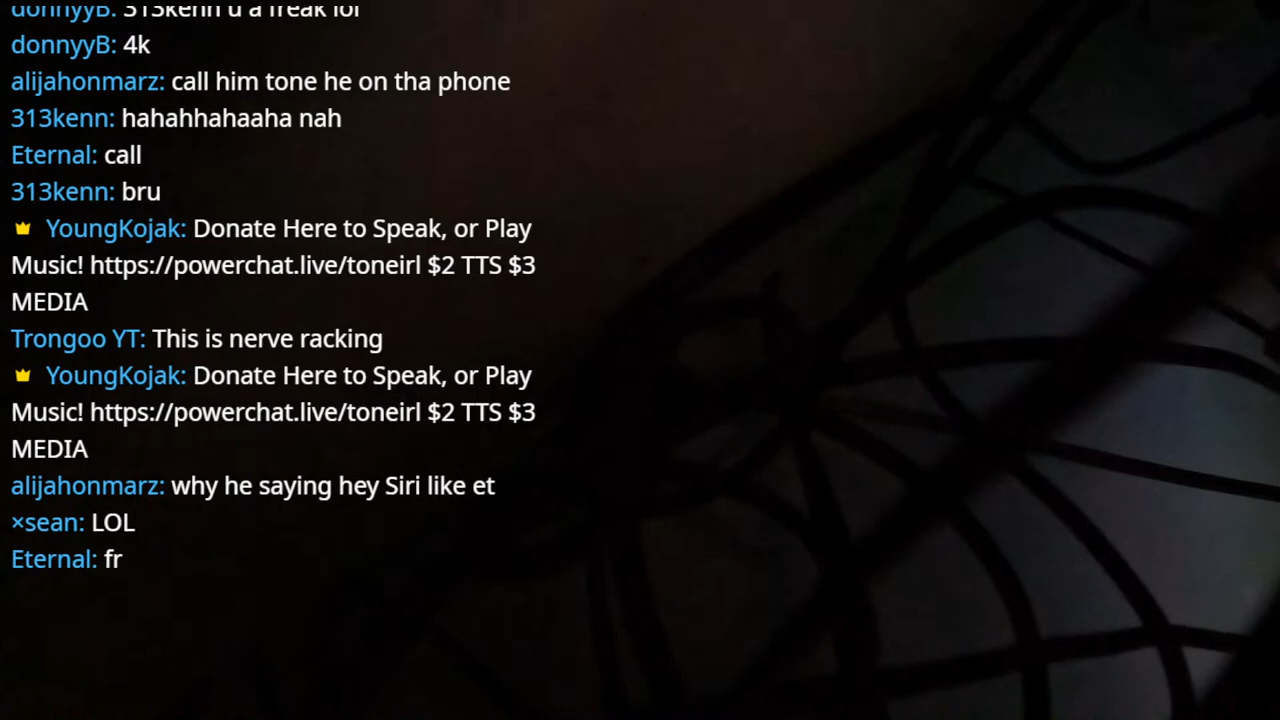 donnyyB: 313kenn u a freak lol
donnyyB: 4k
alijahonmarz: call him tone he on tha phone
313kenn: hahahhahaaha nah
Eternal: call
313kenn: bru
YoungKojak: Donate Here to Speak, or Play
Music! https://powerchat.live/toneirl $2 TTS $3
MEDIA
Trongoo YT: This is nerve racking
YoungKojak: Donate Here to Speak, or Play
Music! https://powerchat.live/toneirl $2 TTS $3
MEDIA
alijahonmarz: why he saying hey Siri like et
×sean: LOL
Eternal: fr